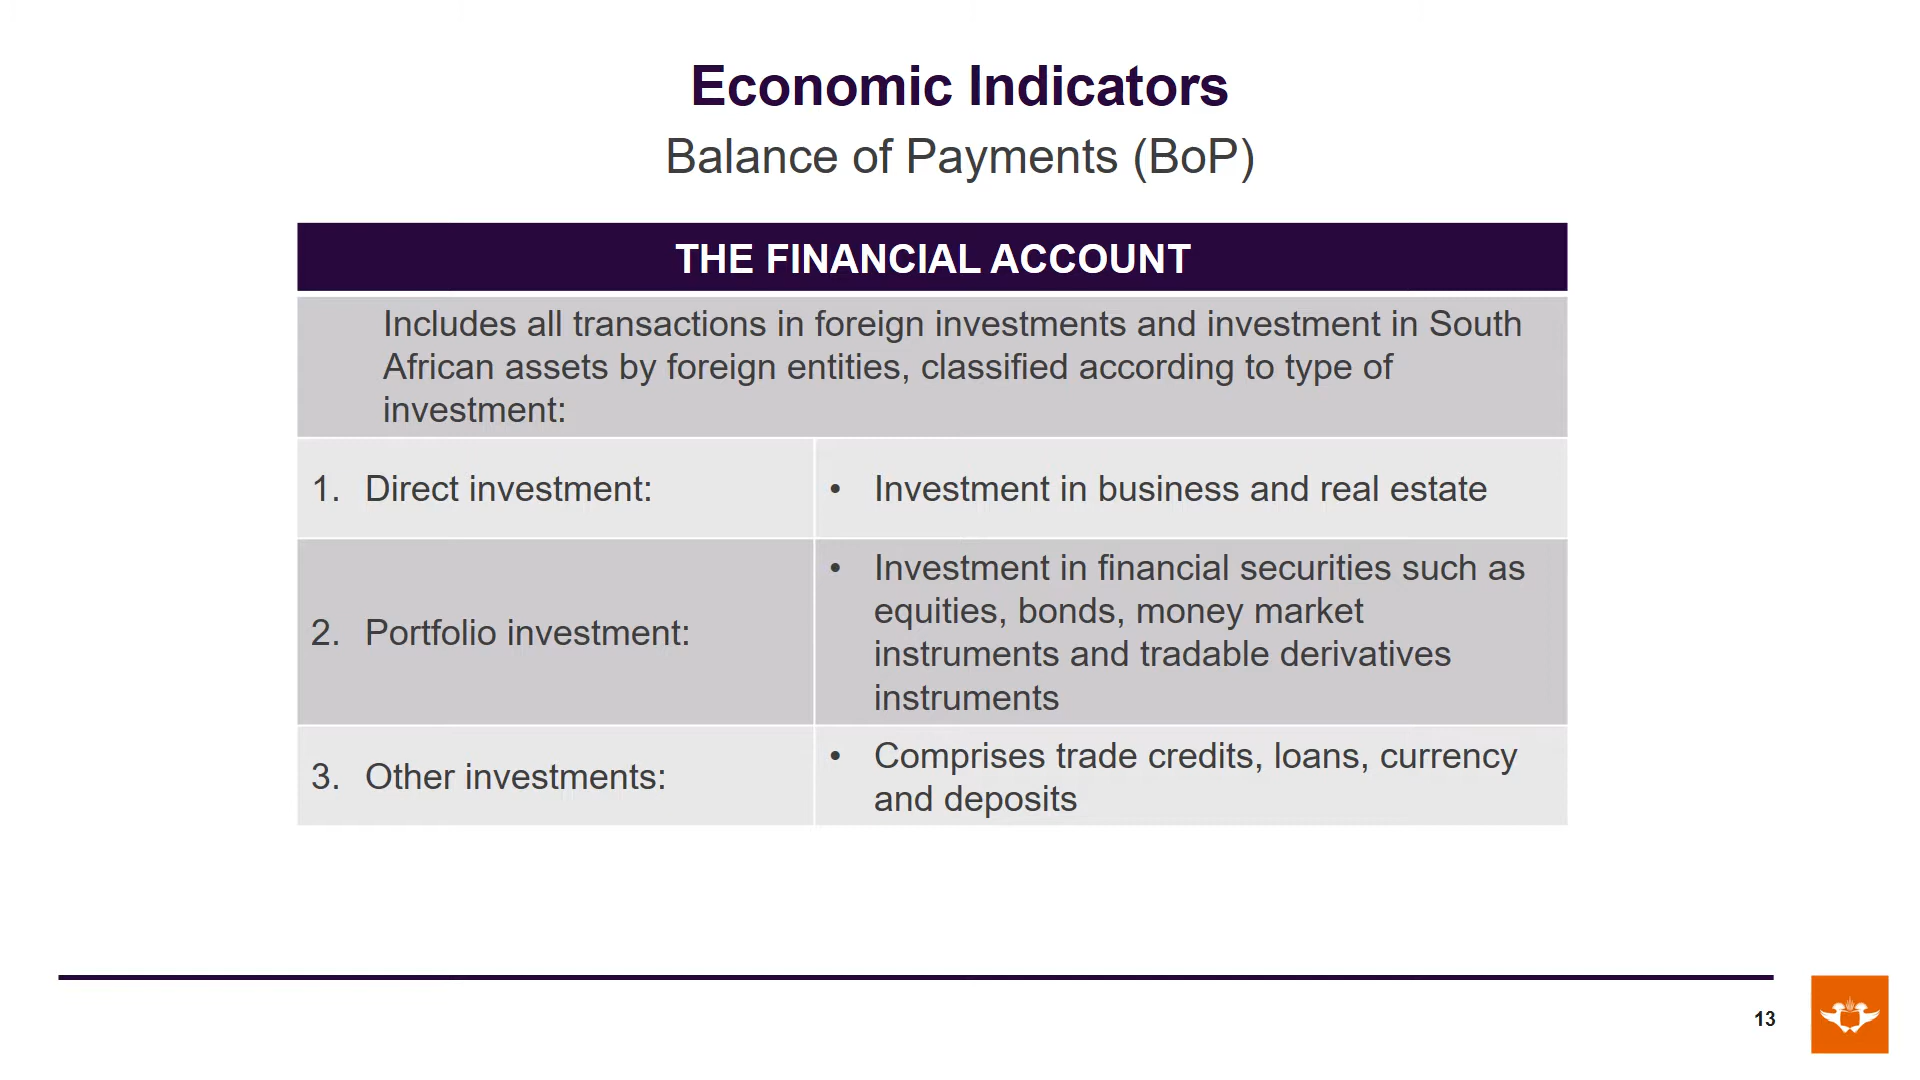 Economic Indicators
Balance of Payments (BoP)
THE FINANCIAL ACCOUNT
Includes all transactions in foreign investments and investment in South
African assets by foreign entities, classified according to type of
investment:
1. Direct investment:
• Investment in business and real estate
2. Portfolio investment:
• Investment in financial securities such as
equities, bonds, money market
instruments and tradable derivatives
instruments
3. Other investments:
• Comprises trade credits, loans, currency
and deposits
13